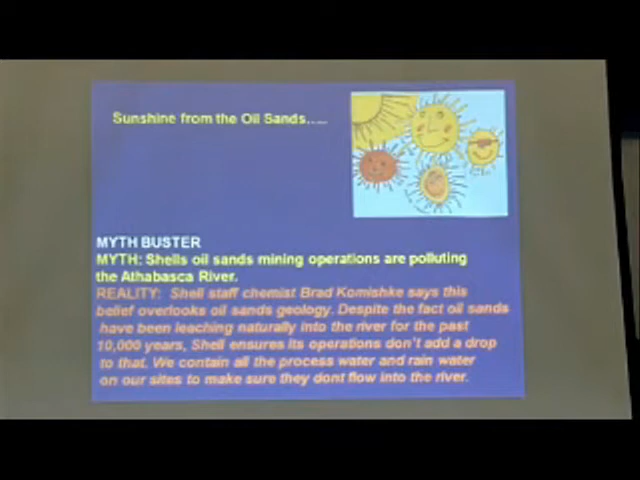 Sunshine from the Oil Sands.....
MYTH BUSTER
MYTH: Shells oil sands mining operations are polluting
the Athabasca River.
REALITY: Shell staff chemist Brad Komishke says this
belief overlooks oil sands geology. Despite the fact oil sands
have been leaching naturally into the river for the past
10,000 years, Shell ensures its operations don't add a drop
to that. We contain all the process water and rain water
on our sites to make sure they dont flow into the river.